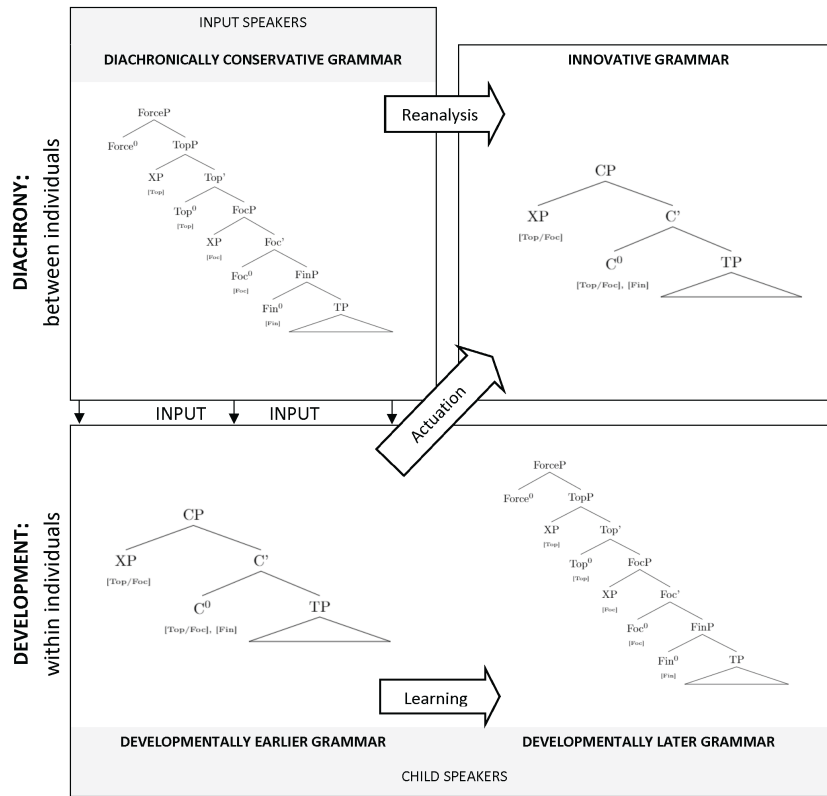 INPUT SPEAKERS
DIACHRONICALLY CONSERVATIVE GRAMMAR
INNOVATIVE GRAMMAR
Reanalysis
DIACHRONY:
between individuals
ForceP
Force⁰ TopP
XP Top'
[Top]
Top⁰ FocP
[Top]
XP Foc'
[Foc]
Foc⁰ FinP
[Foc]
Fin⁰ TP
[Fin]
CP
XP C'
[Top/Foc]
C⁰ TP
[Top/Foc], [Fin]
INPUT INPUT
Actuation
DEVELOPMENT:
within individuals
CP
XP C'
[Top/Foc]
C⁰ TP
[Top/Foc], [Fin]
ForceP
Force⁰ TopP
XP Top'
[Top]
Top⁰ FocP
[Top]
XP Foc'
[Foc]
Foc⁰ FinP
[Foc]
Fin⁰ TP
[Fin]
Learning
DEVELOPMENTALLY EARLIER GRAMMAR
DEVELOPMENTALLY LATER GRAMMAR
CHILD SPEAKERS